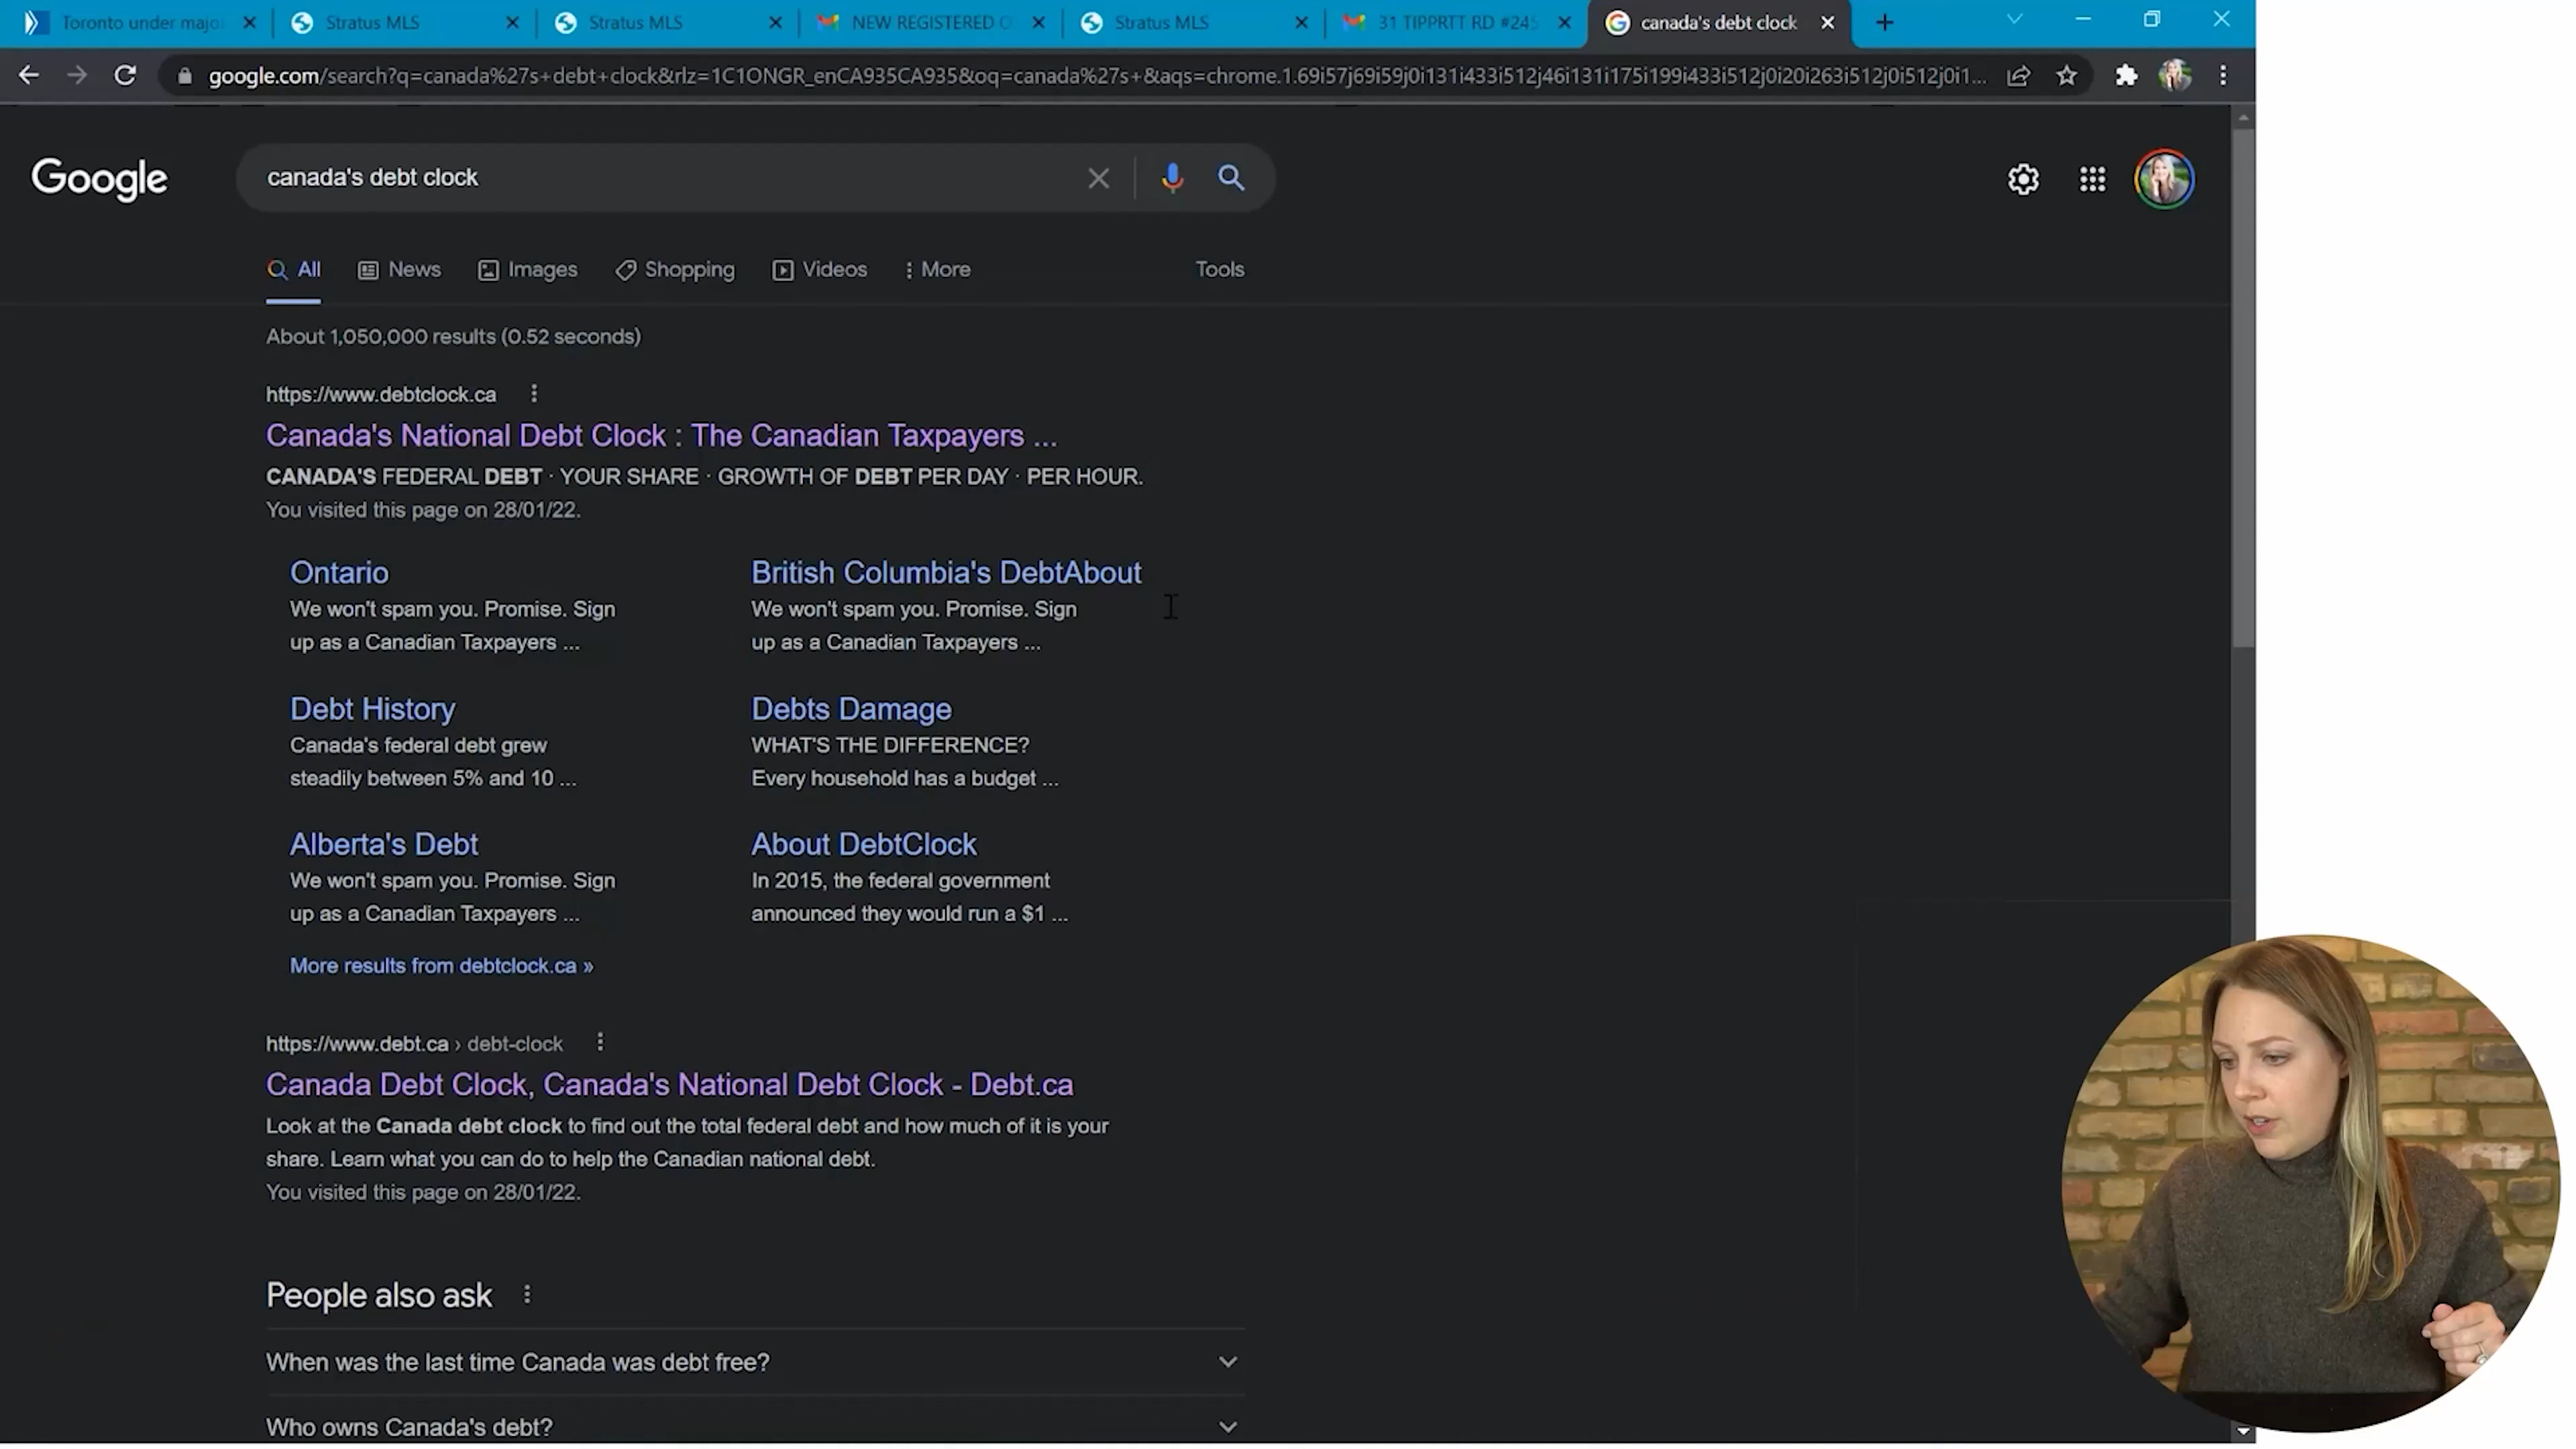 Toronto under majo
Stratus MLS
Stratus MLS
NEW REGISTERED O
Stratus MLS
31 TIPPRTT RD #245
canada's debt clock
google.com/search?q=canada%27s+debt+clock&rlz=1C1ONGR_enCA935CA935&oq=canada%27s+&aqs=chrome.1.69i57j69i59j0i131i433i512j46i131i175i199i433i512j0i20i263i512j0i512j0i1...
Google
canada's debt clock
All
News
Images
Shopping
Videos
More
Tools
About 1,050,000 results (0.52 seconds)
https://www.debtclock.ca
Canada's National Debt Clock : The Canadian Taxpayers ...
CANADA'S FEDERAL DEBT · YOUR SHARE · GROWTH OF DEBT PER DAY · PER HOUR.
You visited this page on 28/01/22.
Ontario
We won't spam you. Promise. Sign
up as a Canadian Taxpayers ...
British Columbia's DebtAbout
We won't spam you. Promise. Sign
up as a Canadian Taxpayers ...
Debt History
Canada's federal debt grew
steadily between 5% and 10 ...
Debts Damage
WHAT'S THE DIFFERENCE?
Every household has a budget ...
Alberta's Debt
We won't spam you. Promise. Sign
up as a Canadian Taxpayers ...
About DebtClock
In 2015, the federal government
announced they would run a $1 ...
More results from debtclock.ca »
https://www.debt.ca › debt-clock
Canada Debt Clock, Canada's National Debt Clock - Debt.ca
Look at the Canada debt clock to find out the total federal debt and how much of it is your
share. Learn what you can do to help the Canadian national debt.
You visited this page on 28/01/22.
People also ask
When was the last time Canada was debt free?
Who owns Canada's debt?